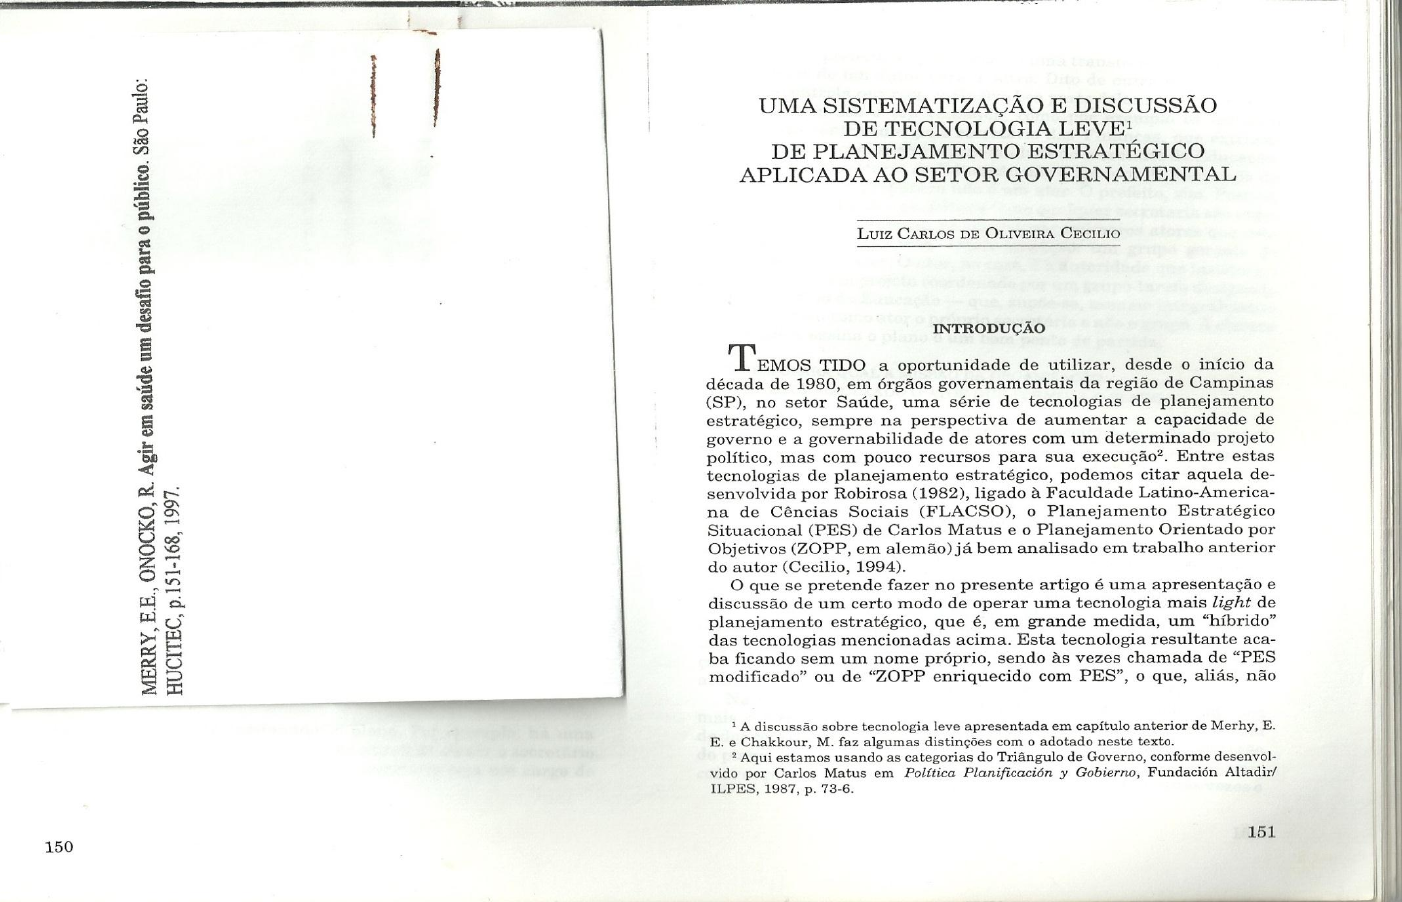 MERRY, E.E., ONOCKO, R. Agir em saúde um desafio para o público. São Paulo:
HUCITEC, p.151-168, 1997.
150
UMA SISTEMATIZAÇÃO E DISCUSSÃO
DE TECNOLOGIA LEVE¹
DE PLANEJAMENTO ESTRATÉGICO
APLICADA AO SETOR GOVERNAMENTAL
LUIZ CARLOS DE OLIVEIRA CECILIO
INTRODUÇÃO
TEMOS TIDO a oportunidade de utilizar, desde o início da
década de 1980, em órgãos governamentais da região de Campinas
(SP), no setor Saúde, uma série de tecnologias de planejamento
estratégico, sempre na perspectiva de aumentar a capacidade de
governo e a governabilidade de atores com um determinado projeto
político, mas com pouco recursos para sua execução². Entre estas
tecnologias de planejamento estratégico, podemos citar aquela de-
senvolvida por Robirosa (1982), ligado à Faculdade Latino-America-
na de Cências Sociais (FLACSO), o Planejamento Estratégico
Situacional (PES) de Carlos Matus e o Planejamento Orientado por
Objetivos (ZOPP, em alemão) já bem analisado em trabalho anterior
do autor (Cecilio, 1994).
O que se pretende fazer no presente artigo é uma apresentação e
discussão de um certo modo de operar uma tecnologia mais light de
planejamento estratégico, que é, em grande medida, um “híbrido”
das tecnologias mencionadas acima. Esta tecnologia resultante aca-
ba ficando sem um nome próprio, sendo às vezes chamada de “PES
modificado” ou de “ZOPP enriquecido com PES”, o que, aliás, não
¹ A discussão sobre tecnologia leve apresentada em capítulo anterior de Merhy, E.
E. e Chakkour, M. faz algumas distinções com o adotado neste texto.
² Aqui estamos usando as categorias do Triângulo de Governo, conforme desenvol-
vido por Carlos Matus em Política Planificación y Gobierno, Fundación Altadir/
ILPES, 1987, p. 73-6.
151